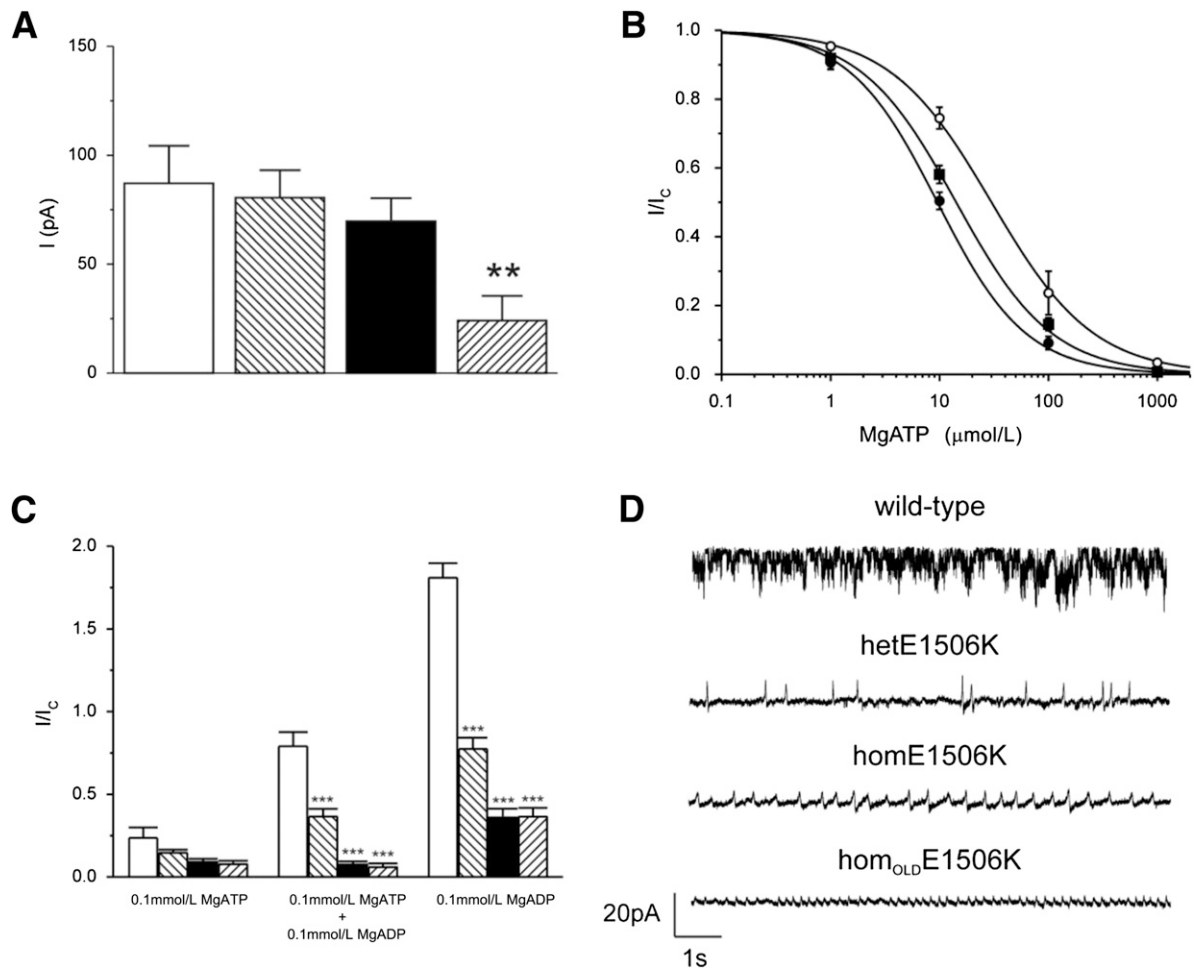 A
150
100
50
0
I (pA)
**
B
1.0
0.8
0.6
0.4
0.2
0.0
I/I_C
0.1 1 10 100 1000
MgATP (μmol/L)
C
2.0
1.5
1.0
0.5
0.0
I/I_C
*** *** ***
*** *** ***
0.1mmol/L MgATP
0.1mmol/L MgATP
+
0.1mmol/L MgADP
0.1mmol/L MgADP
D
wild-type
hetE1506K
homE1506K
hom_OLD E1506K
20pA
1s